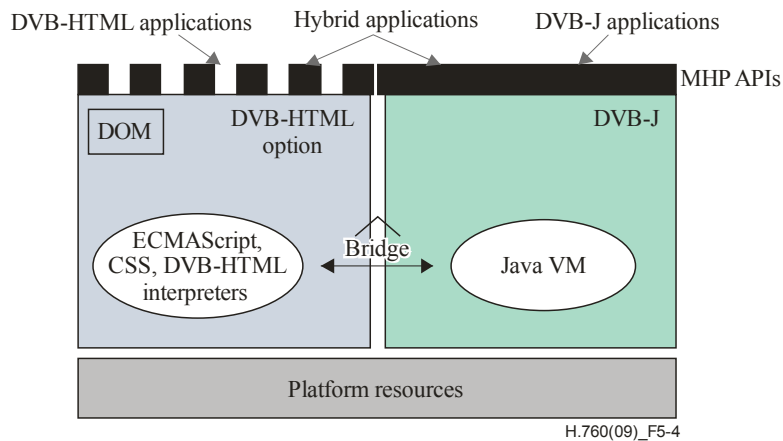 DVB-HTML applications
Hybrid applications
DVB-J applications
MHP APIs
DOM
DVB-HTML
option
DVB-J
ECMAScript,
CSS, DVB-HTML
interpreters
Bridge
Java VM
Platform resources
H.760(09)_F5-4